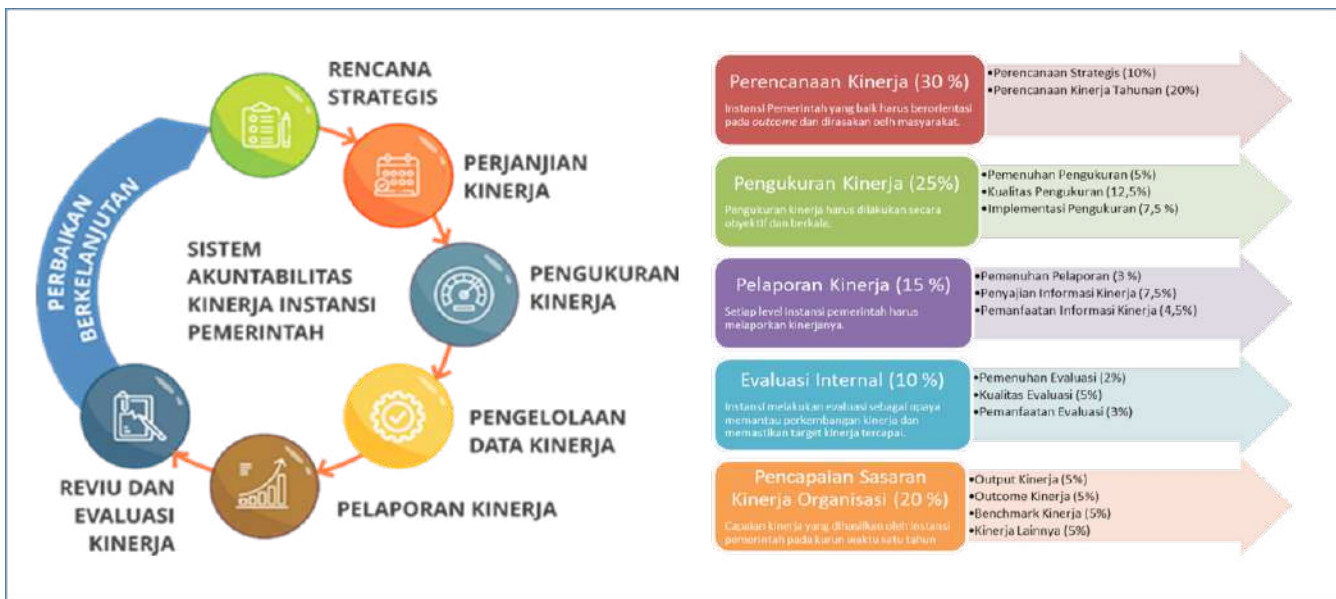 RENCANA
STRATEGIS
PERJANJIAN
KINERJA
PENGUKURAN
KINERJA
PENGELOLAAN
DATA KINERJA
PELAPORAN KINERJA
REVIU DAN
EVALUASI
KINERJA
PERBAIKAN
BERKELANJUTAN
SISTEM
AKUNTABILITAS
KINERJA INSTANSI
PEMERINTAH
Perencanaan Kinerja (30 %)
Instansi Pemerintah yang baik harus berorientasi
pada outcome dan dirasakan oelh masyarakat.
•Perencanaan Strategis (10%)
•Perencanaan Kinerja Tahunan (20%)
Pengukuran Kinerja (25%)
Pengukuran kinerja harus dilakukan secara
obyektif dan berkale.
•Pemenuhan Pengukuran (5%)
•Kualitas Pengukuran (12,5%)
•Implementasi Pengukuran (7,5 %)
Pelaporan Kinerja (15 %)
Setiap level Instansi pemerintah harus
melaporkan kinerjanya.
•Pemenuhan Pelaporan (3 %)
•Penyajian Informasi Kinerja (7,5%)
•Pemanfaatan Informasi Kinerja (4,5%)
Evaluasi Internal (10 %)
Instansi melakukan evaluasi sebagai upaya
memantau perkembangan kinerja dan
memastikan target kinerja tercapai.
•Pemenuhan Evaluasi (2%)
•Kualitas Evaluasi (5%)
•Pemanfaatan Evaluasi (3%)
Pencapaian Sasaran
Kinerja Organisasi (20 %)
Capaian kinerja yang dihasilkan oleh instansi
pemerintah pada kurun waktu satu tahun
•Output Kinerja (5%)
•Outcome Kinerja (5%)
•Benchmark Kinerja (5%)
•Kinerja Lainnya (5%)